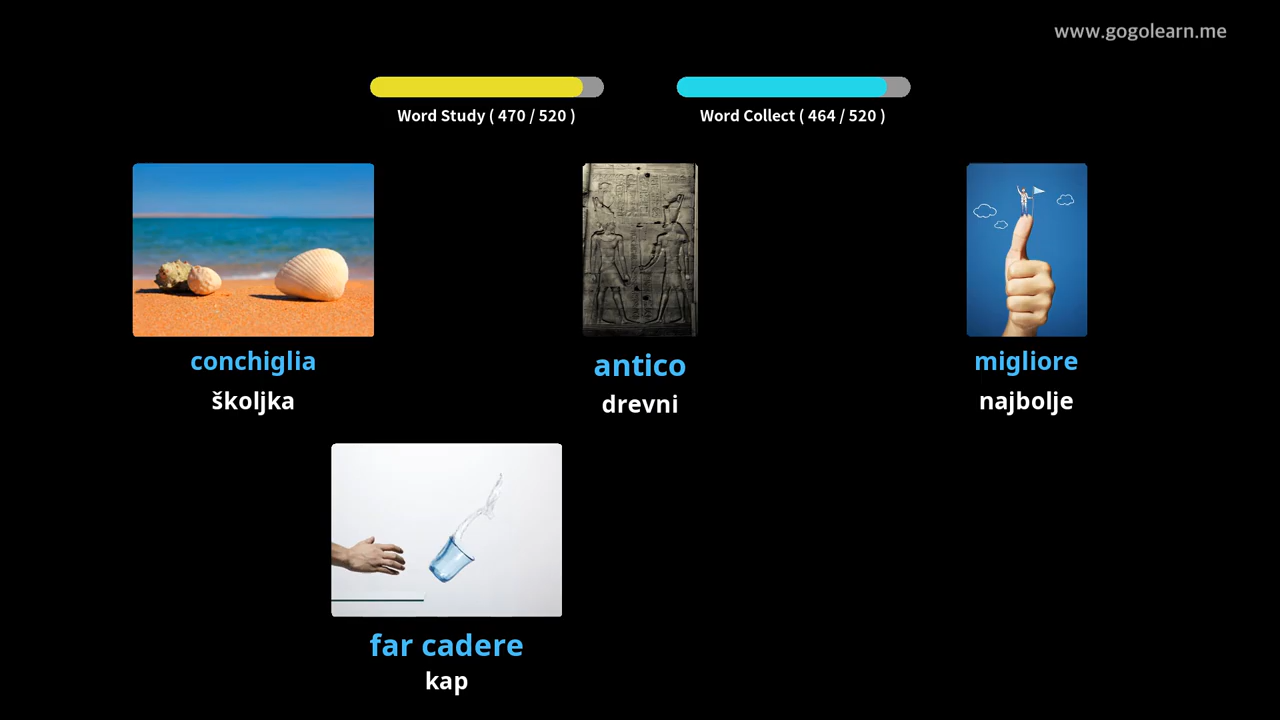 www.gogolearn.me
Word Study ( 470 / 520 )
Word Collect ( 464 / 520 )
conchiglia
školjka
antico
drevni
migliore
najbolje
far cadere
kap